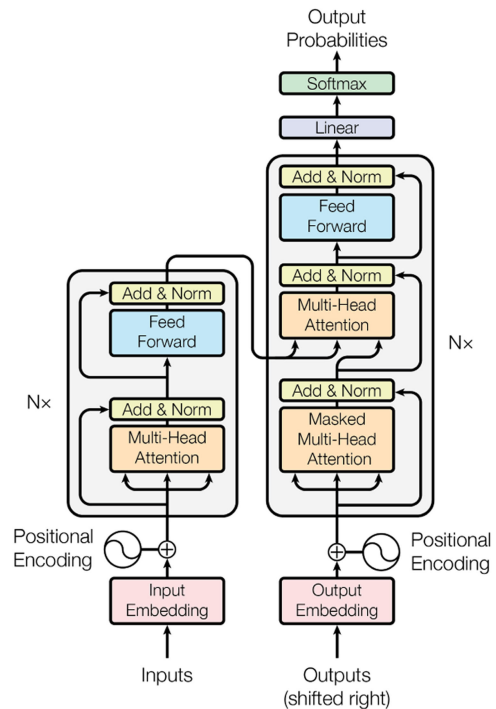 Output
Probabilities
Softmax
Linear
Add & Norm
Feed
Forward
Add & Norm
Multi-Head
Attention
Add & Norm
Masked
Multi-Head
Attention
N×
Positional
Encoding
Output
Embedding
Outputs
(shifted right)
Add & Norm
Feed
Forward
Add & Norm
Multi-Head
Attention
N×
Positional
Encoding
Input
Embedding
Inputs